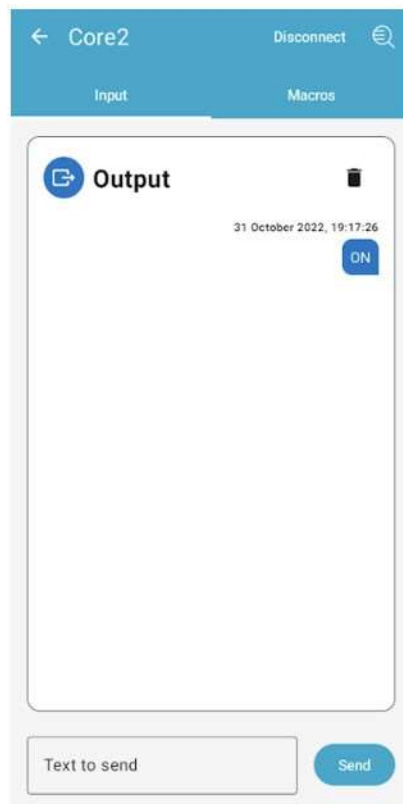 Core2 Disconnect
Input Macros
Output
31 October 2022, 19:17:26
ON
Text to send Send